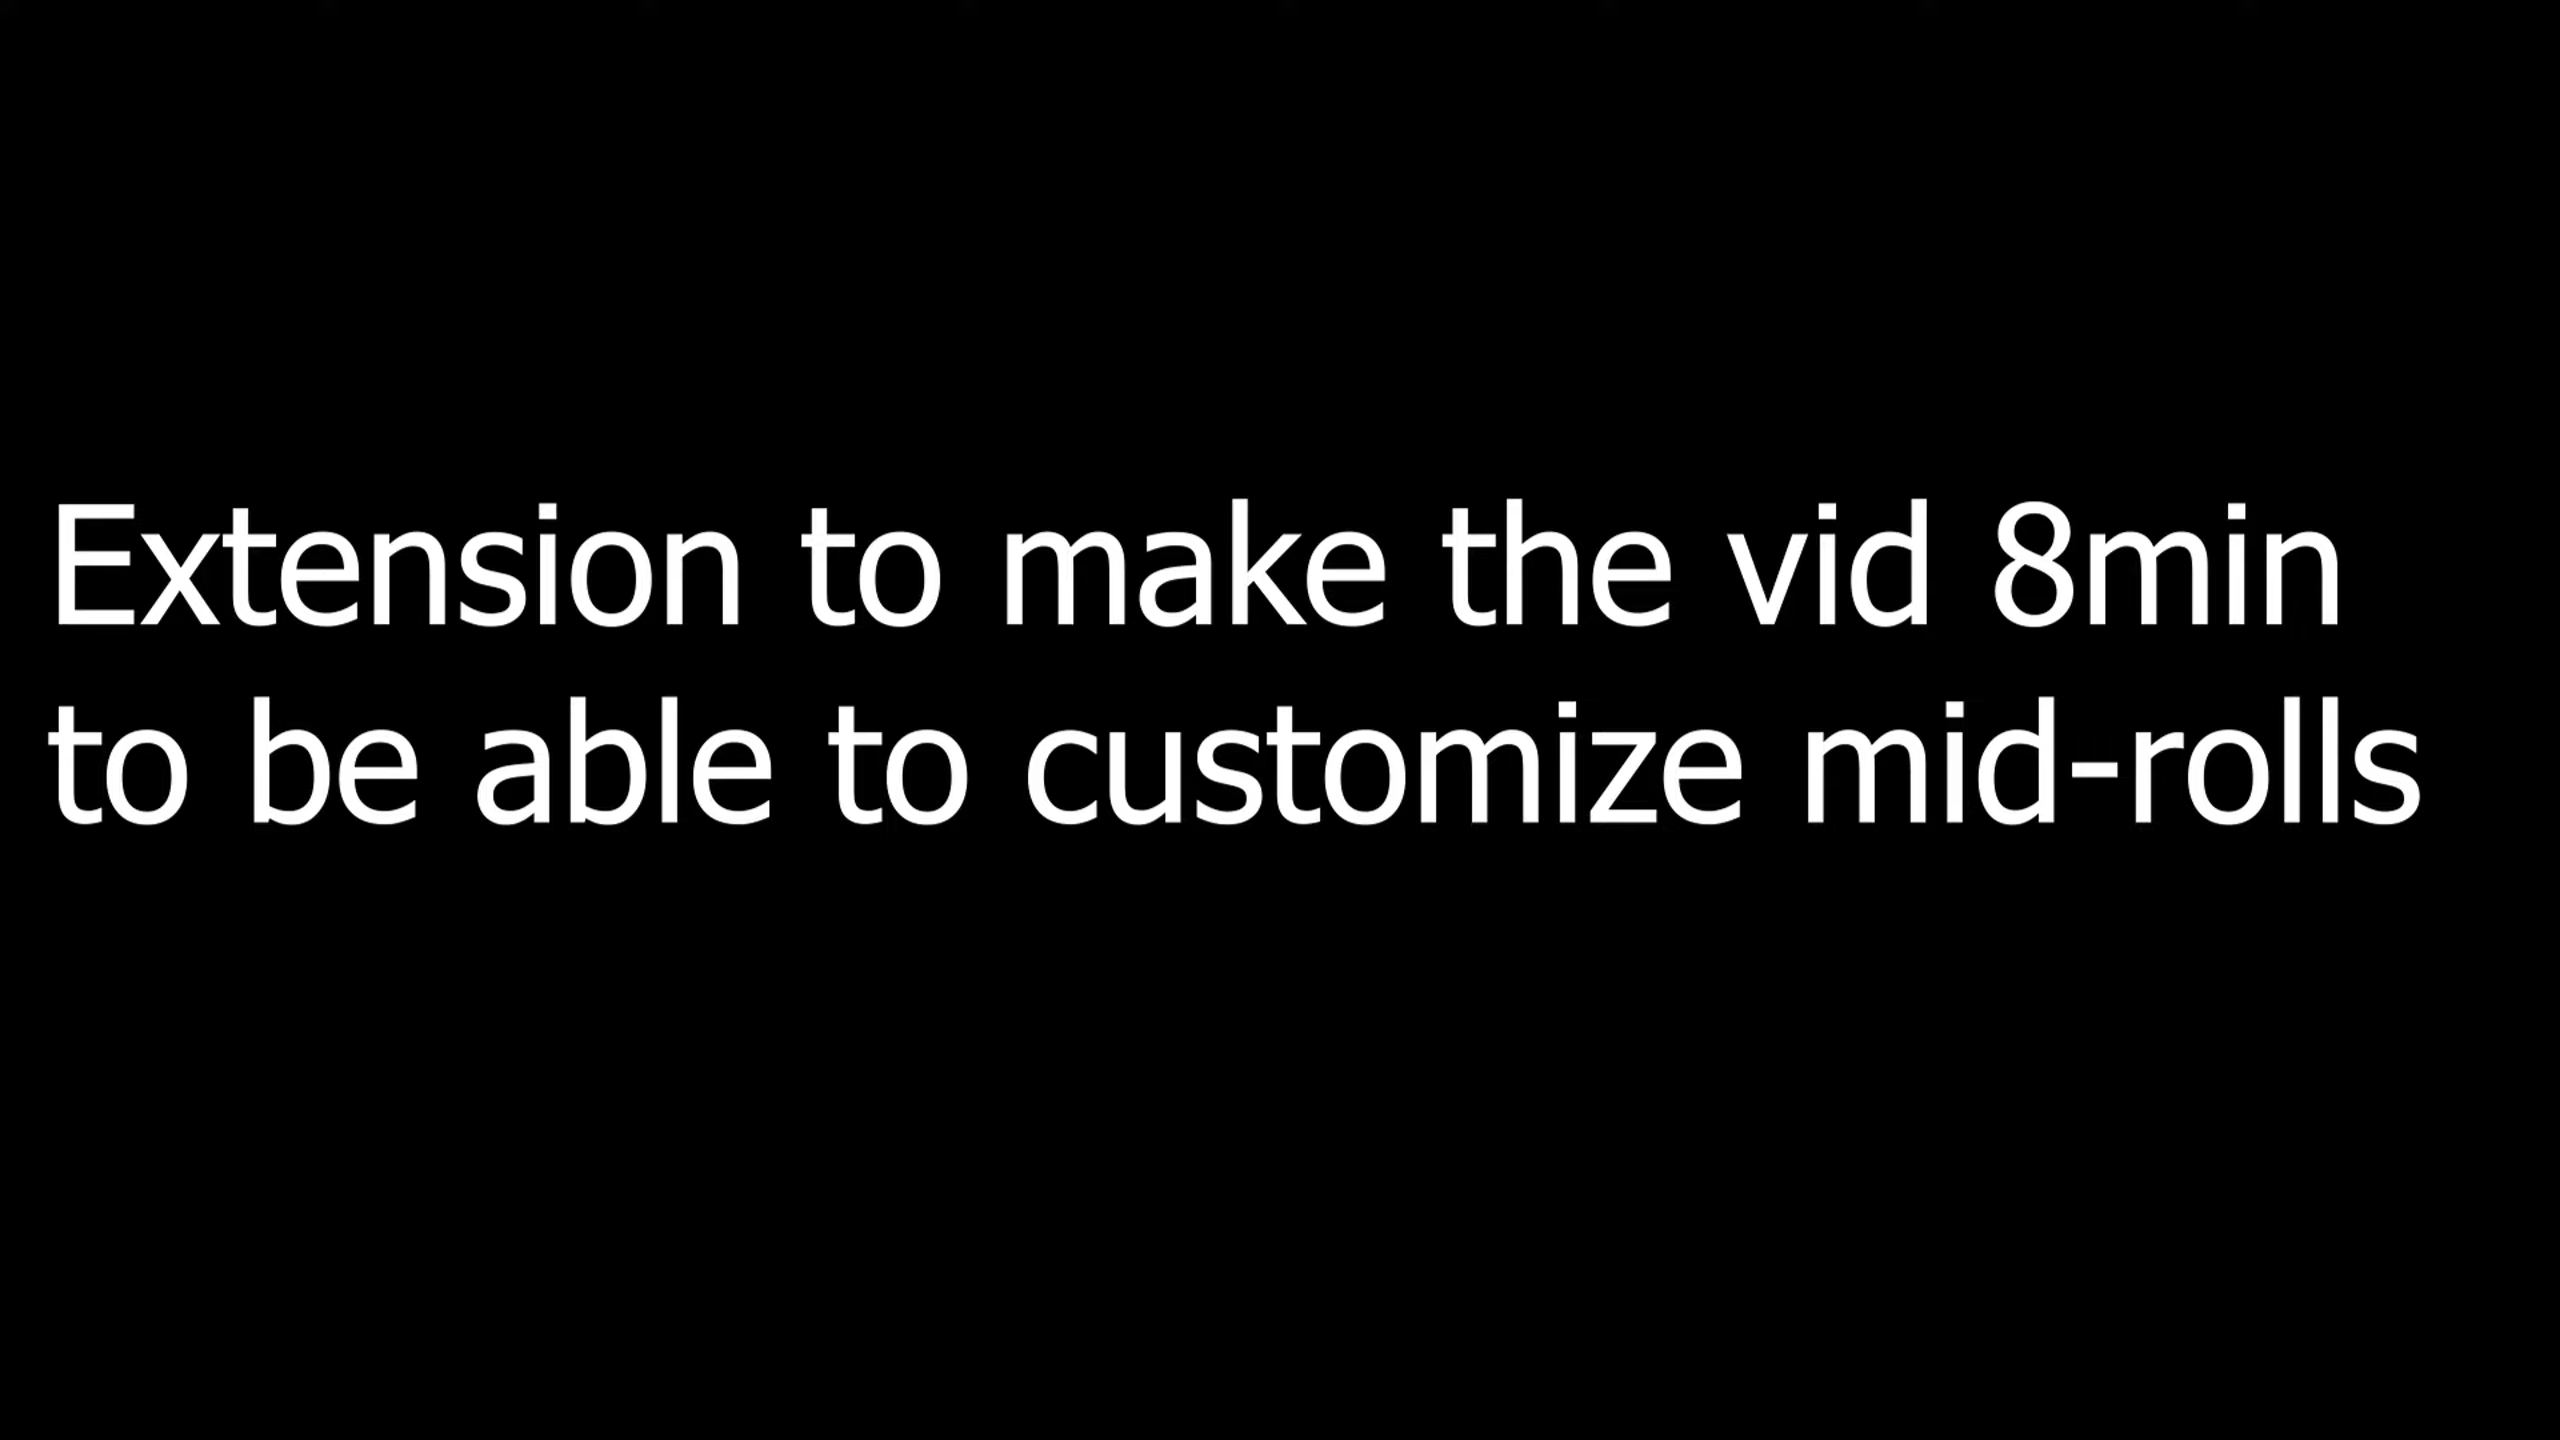 Extension to make the vid 8min
to be able to customize mid-rolls